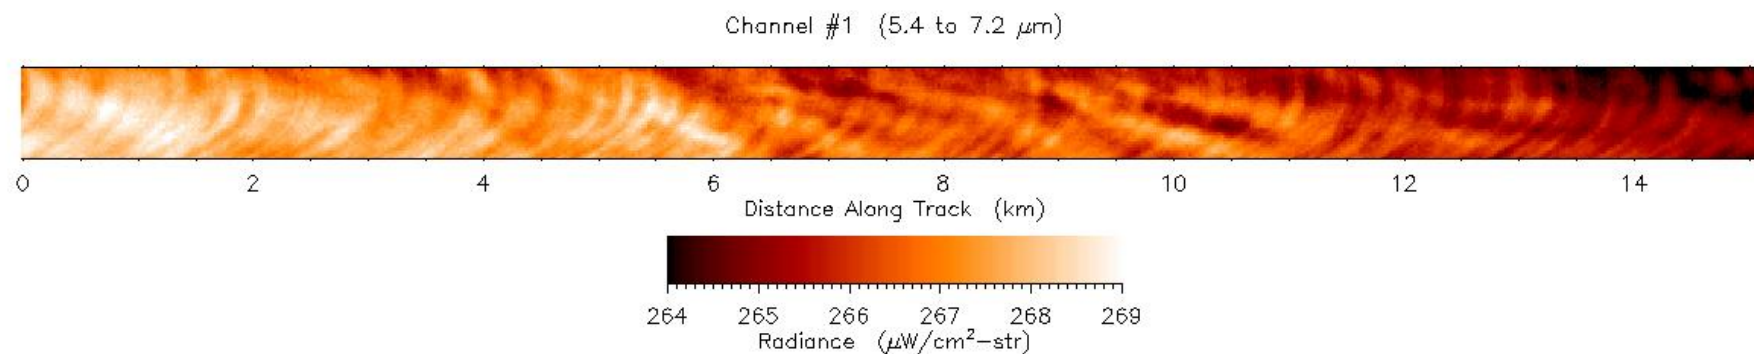 Channel #1 (5.4 to 7.2 μm)
0 2 4 6 8 10 12 14
Distance Along Track (km)
264 265 266 267 268 269
Radiance (μW/cm²-str)